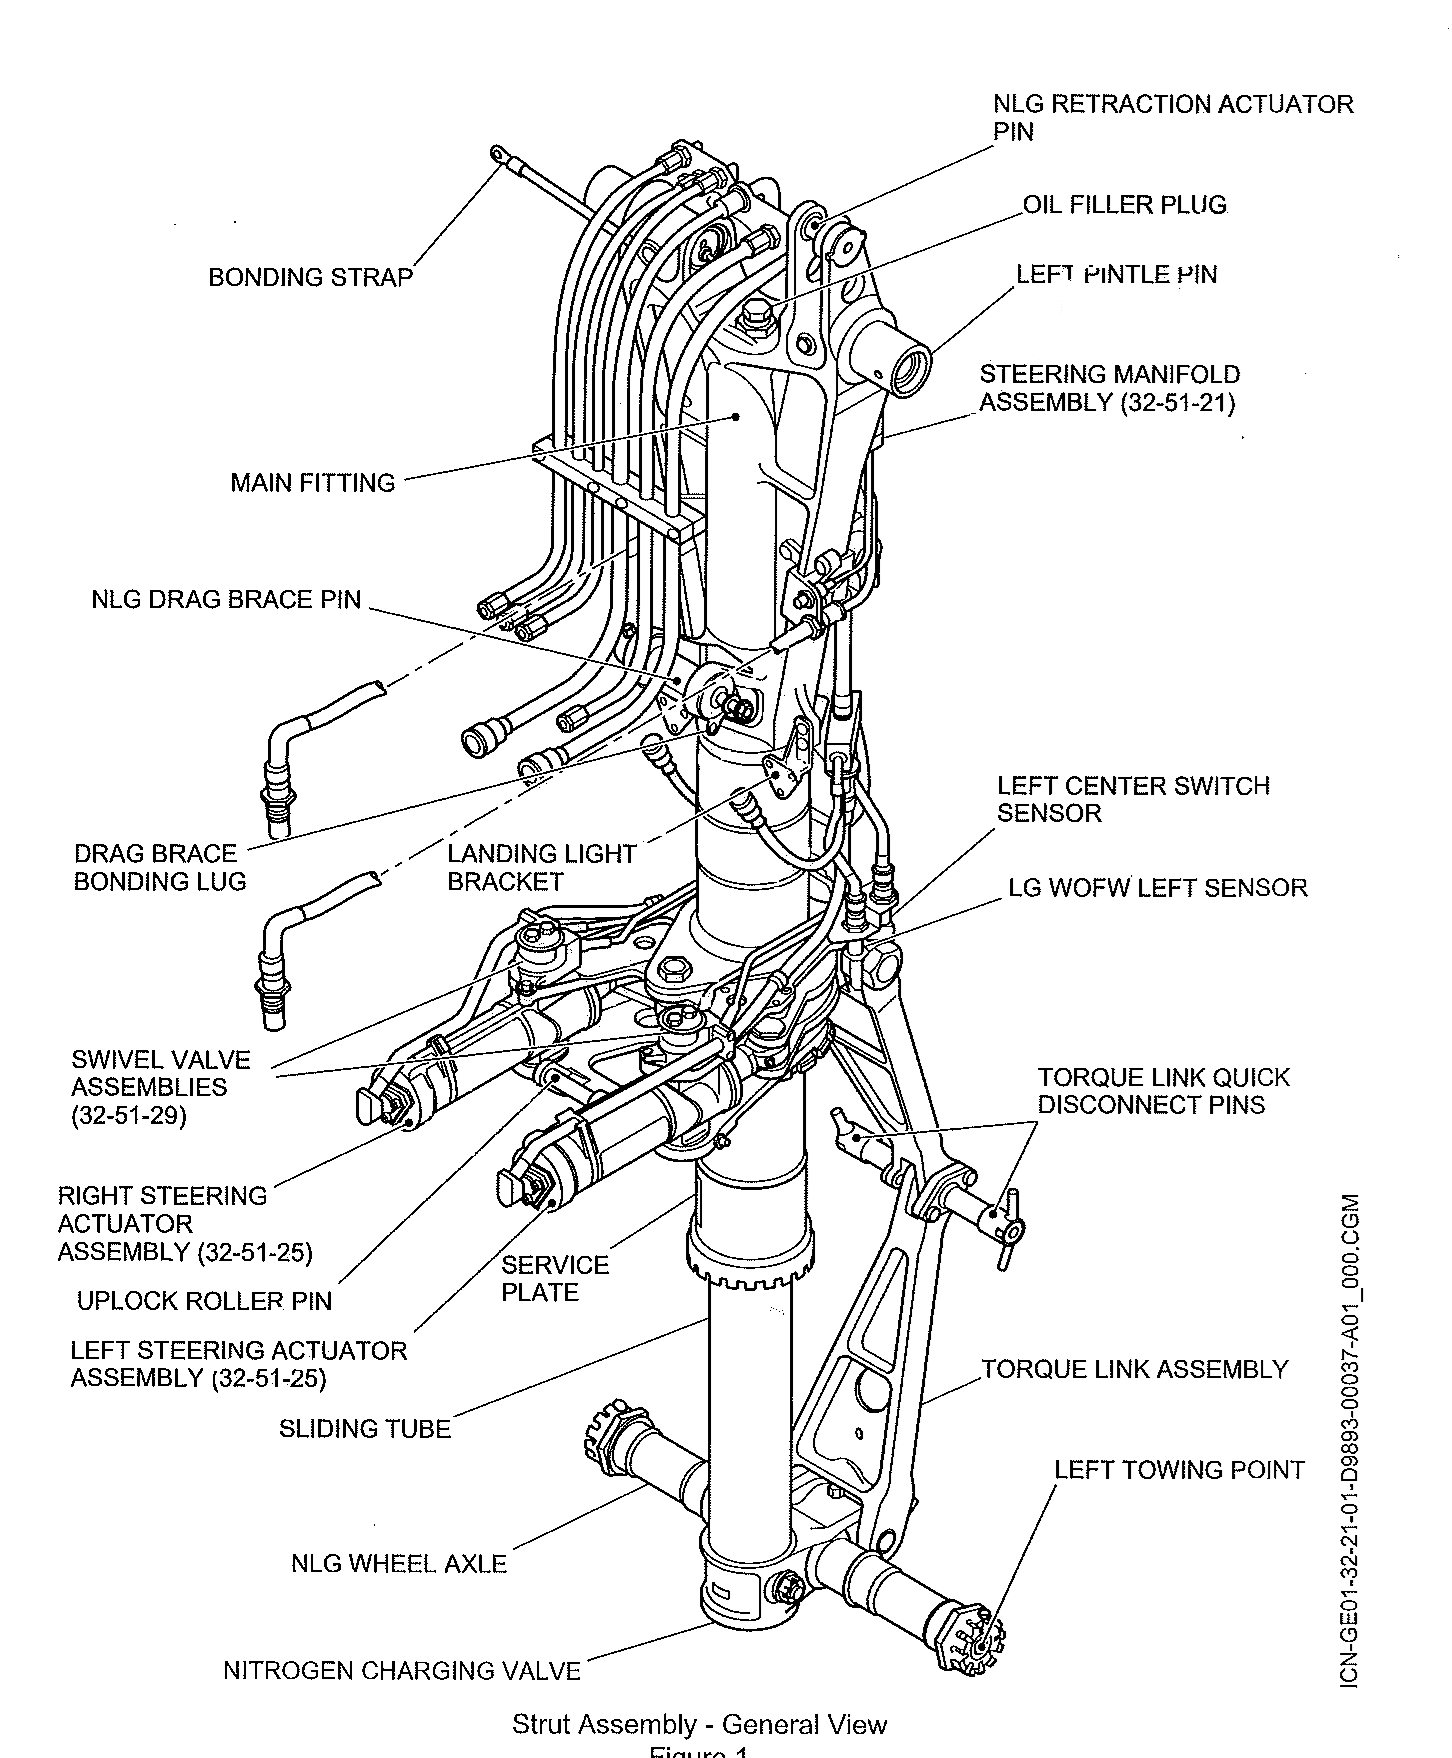 NLG RETRACTION ACTUATOR
PIN
OIL FILLER PLUG
BONDING STRAP
LEFT PINTLE PIN
STEERING MANIFOLD
ASSEMBLY (32-51-21)
MAIN FITTING
NLG DRAG BRACE PIN
LEFT CENTER SWITCH
SENSOR
DRAG BRACE
BONDING LUG
LANDING LIGHT
BRACKET
LG WOFW LEFT SENSOR
SWIVEL VALVE
ASSEMBLIES
(32-51-29)
TORQUE LINK QUICK
DISCONNECT PINS
RIGHT STEERING
ACTUATOR
ASSEMBLY (32-51-25)
SERVICE
PLATE
UPLOCK ROLLER PIN
LEFT STEERING ACTUATOR
ASSEMBLY (32-51-25)
TORQUE LINK ASSEMBLY
SLIDING TUBE
LEFT TOWING POINT
NLG WHEEL AXLE
NITROGEN CHARGING VALVE
ICN-GE01-32-21-01-D9893-00037-A01_000.CGM
Strut Assembly - General View
Figure 1